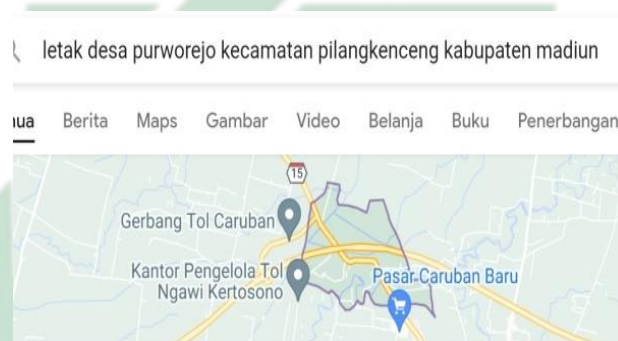 letak desa purworejo kecamatan pilangkenceng kabupaten madiun
Berita Maps Gambar Video Belanja Buku Penerbangan
15
Gerbang Tol Caruban
Kantor Pengelola Tol
Ngawi Kertosono
Pasar Caruban Baru